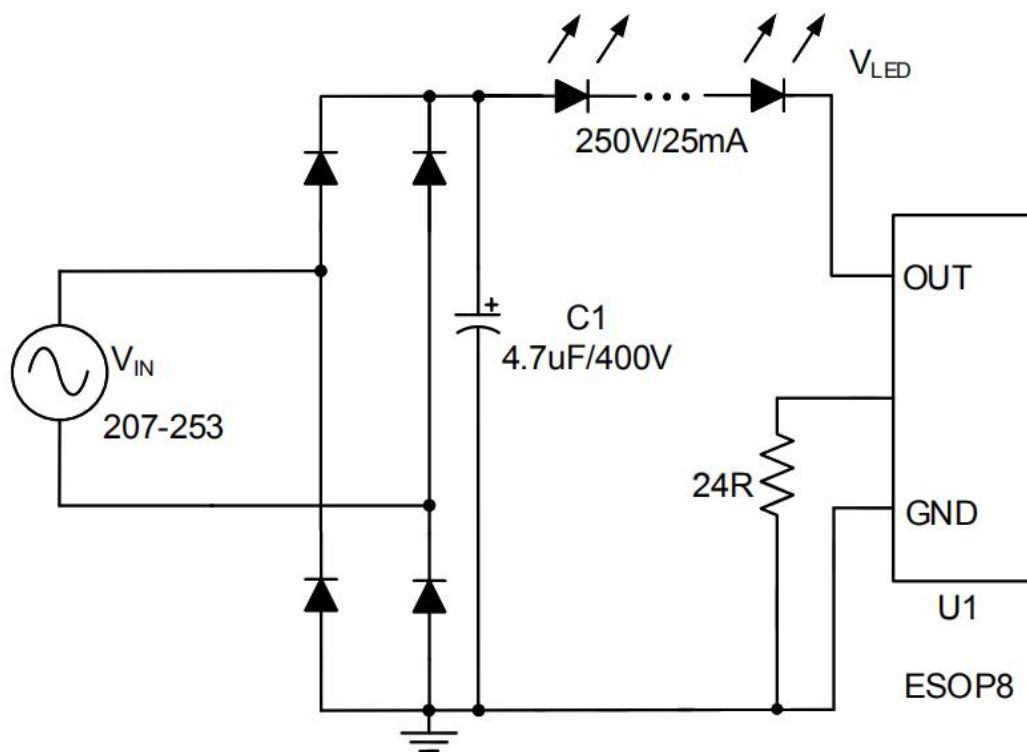 V_LED
250V/25mA
OUT
C1
4.7uF/400V
V_IN
207-253
24R
GND
U1
ESOP8